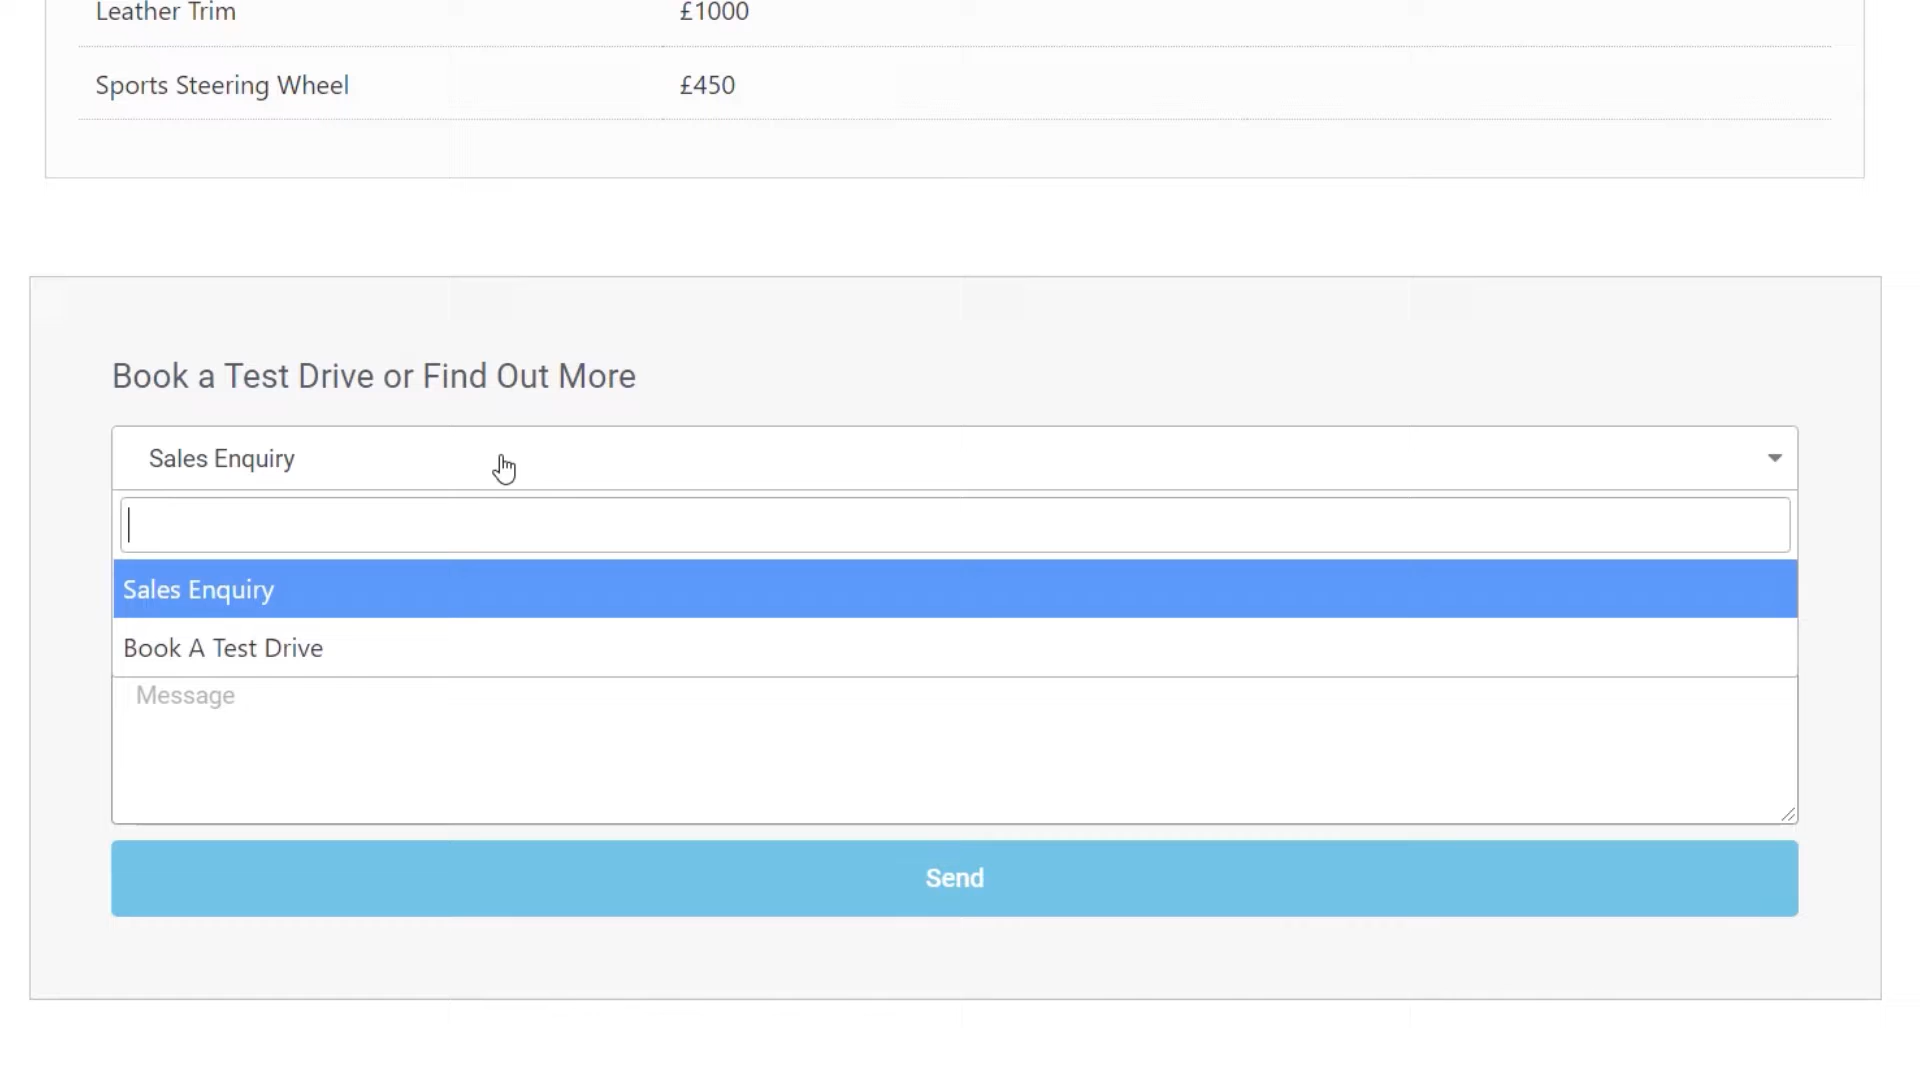 Leather Trim £1000
Sports Steering Wheel £450
Book a Test Drive or Find Out More
Sales Enquiry
Sales Enquiry
Book A Test Drive
Message
Send